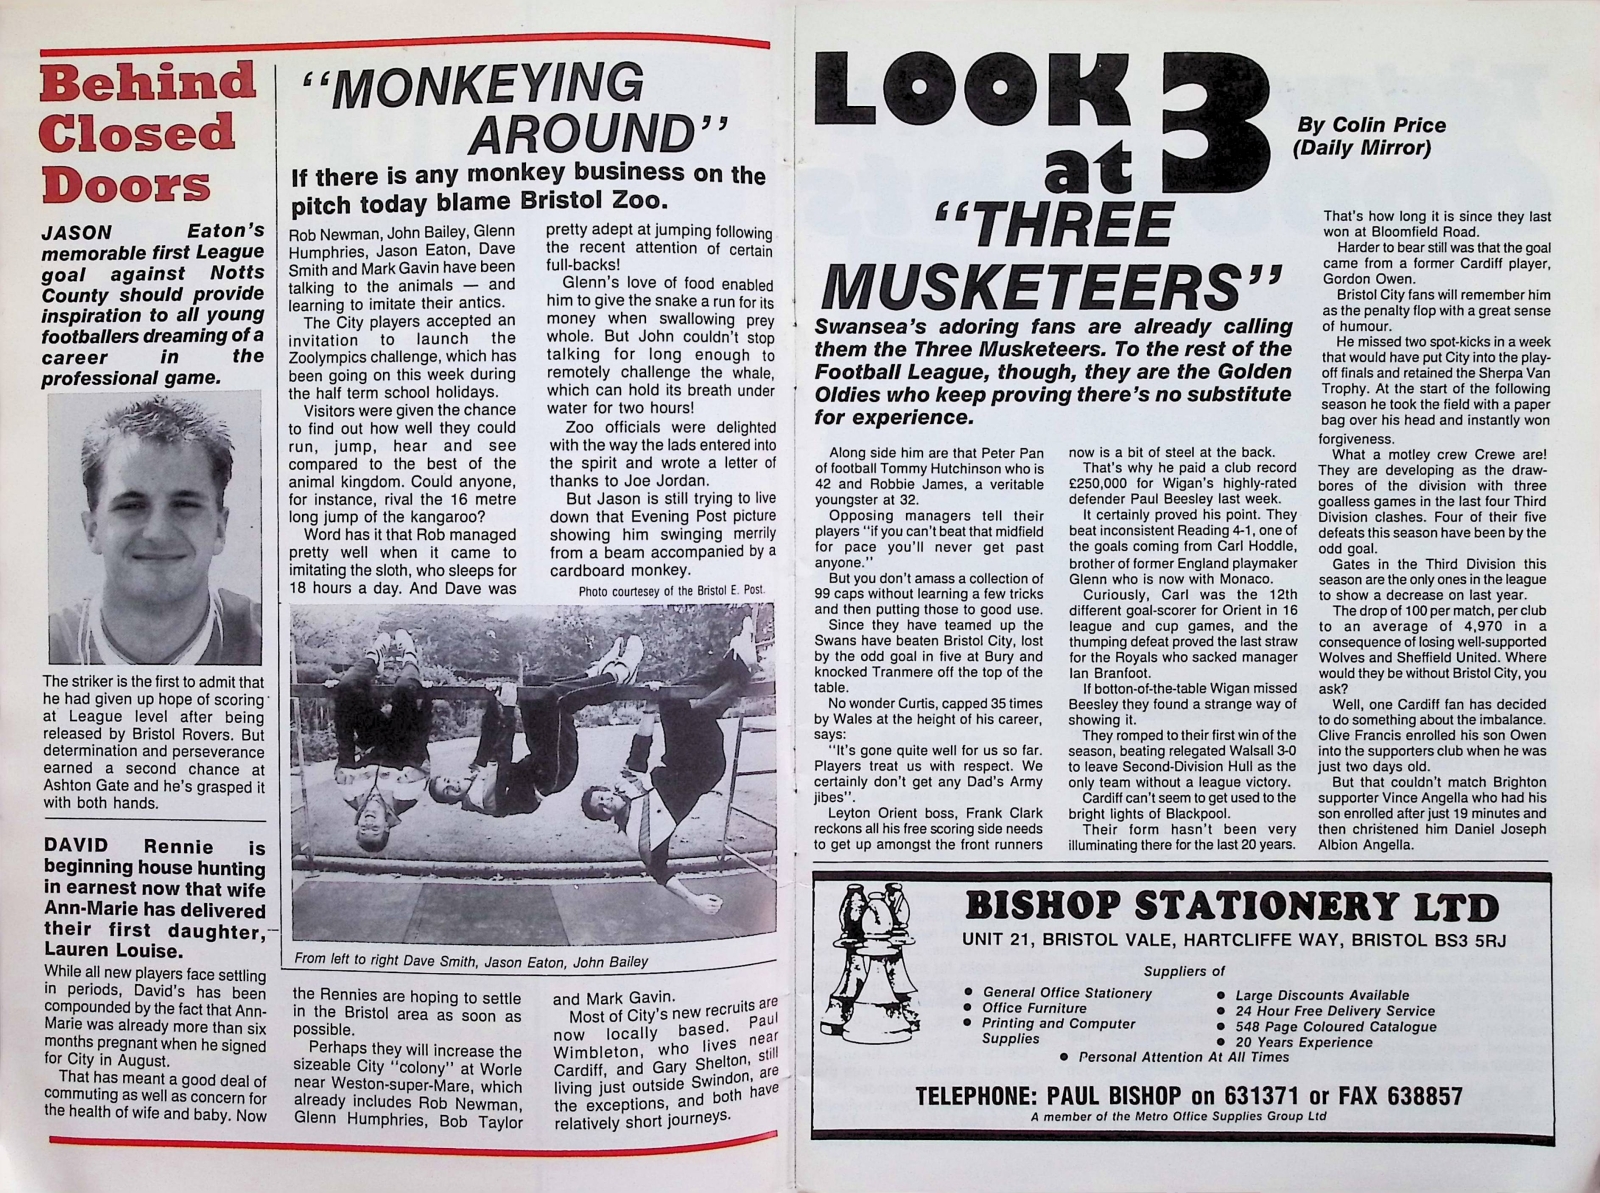 Behind
Closed
Doors
JASON Eaton's
memorable first League
goal against Notts
County should provide
inspiration to all young
footballers dreaming of a
career in the
professional game.
The striker is the first to admit that
he had given up hope of scoring
at League level after being
released by Bristol Rovers. But
determination and perseverance
earned a second chance at
Ashton Gate and he's grasped it
with both hands.
DAVID Rennie is
beginning house hunting
in earnest now that wife
Ann-Marie has delivered
their first daughter,
Lauren Louise.
While all new players face settling
in periods, David's has been
compounded by the fact that Ann-
Marie was already more than six
months pregnant when he signed
for City in August.
That has meant a good deal of
commuting as well as concern for
the health of wife and baby. Now
the Rennies are hoping to settle
in the Bristol area as soon as
possible.
Perhaps they will increase the
sizeable City "colony" at Worle
near Weston-super-Mare, which
already includes Rob Newman,
Glenn Humphries, Bob Taylor
and Mark Gavin.
Most of City's new recruits are
now locally based. Paul
Wimbleton, who lives near
Cardiff, and Gary Shelton, still
living just outside Swindon, are
the exceptions, and both have
relatively short journeys.
"MONKEYING
AROUND"
If there is any monkey business on the
pitch today blame Bristol Zoo.
Rob Newman, John Bailey, Glenn
Humphries, Jason Eaton, Dave
Smith and Mark Gavin have been
talking to the animals — and
learning to imitate their antics.
The City players accepted an
invitation to launch the
Zoolympics challenge, which has
been going on this week during
the half term school holidays.
Visitors were given the chance
to find out how well they could
run, jump, hear and see
compared to the best of the
animal kingdom. Could anyone,
for instance, rival the 16 metre
long jump of the kangaroo?
Word has it that Rob managed
pretty well when it came to
imitating the sloth, who sleeps for
18 hours a day. And Dave was
pretty adept at jumping following
the recent attention of certain
full-backs!
Glenn's love of food enabled
him to give the snake a run for its
money when swallowing prey
whole. But John couldn't stop
talking for long enough to
remotely challenge the whale,
which can hold its breath under
water for two hours!
Zoo officials were delighted
with the way the lads entered into
the spirit and wrote a letter of
thanks to Joe Jordan.
But Jason is still trying to live
down that Evening Post picture
showing him swinging merrily
from a beam accompanied by a
cardboard monkey.
Photo courtesey of the Bristol E. Post.
From left to right Dave Smith, Jason Eaton, John Bailey
LOOK
at 3
By Colin Price
(Daily Mirror)
"THREE
MUSKETEERS"
Swansea's adoring fans are already calling
them the Three Musketeers. To the rest of the
Football League, though, they are the Golden
Oldies who keep proving there's no substitute
for experience.
Along side him are that Peter Pan
of football Tommy Hutchinson who is
42 and Robbie James, a veritable
youngster at 32.
Opposing managers tell their
players "if you can't beat that midfield
for pace you'll never get past
anyone."
But you don't amass a collection of
99 caps without learning a few tricks
and then putting those to good use.
Since they have teamed up the
Swans have beaten Bristol City, lost
by the odd goal in five at Bury and
knocked Tranmere off the top of the
table.
No wonder Curtis, capped 35 times
by Wales at the height of his career,
says:
"It's gone quite well for us so far.
Players treat us with respect. We
certainly don't get any Dad's Army
jibes".
Leyton Orient boss, Frank Clark
reckons all his free scoring side needs
to get up amongst the front runners
now is a bit of steel at the back.
That's why he paid a club record
£250,000 for Wigan's highly-rated
defender Paul Beesley last week.
It certainly proved his point. They
beat inconsistent Reading 4-1, one of
the goals coming from Carl Hoddle,
brother of former England playmaker
Glenn who is now with Monaco.
Curiously, Carl was the 12th
different goal-scorer for Orient in 16
league and cup games, and the
thumping defeat proved the last straw
for the Royals who sacked manager
Ian Branfoot.
If botton-of-the-table Wigan missed
Beesley they found a strange way of
showing it.
They romped to their first win of the
season, beating relegated Walsall 3-0
to leave Second-Division Hull as the
only team without a league victory.
Cardiff can't seem to get used to the
bright lights of Blackpool.
Their form hasn't been very
illuminating there for the last 20 years.
That's how long it is since they last
won at Bloomfield Road.
Harder to bear still was that the goal
came from a former Cardiff player,
Gordon Owen.
Bristol City fans will remember him
as the penalty flop with a great sense
of humour.
He missed two spot-kicks in a week
that would have put City into the play-
off finals and retained the Sherpa Van
Trophy. At the start of the following
season he took the field with a paper
bag over his head and instantly won
forgiveness.
What a motley crew Crewe are!
They are developing as the draw-
bores of the division with three
goalless games in the last four Third
Division clashes. Four of their five
defeats this season have been by the
odd goal.
Gates in the Third Division this
season are the only ones in the league
to show a decrease on last year.
The drop of 100 per match, per club
to an average of 4,970 in a
consequence of losing well-supported
Wolves and Sheffield United. Where
would they be without Bristol City, you
ask?
Well, one Cardiff fan has decided
to do something about the imbalance.
Clive Francis enrolled his son Owen
into the supporters club when he was
just two days old.
But that couldn't match Brighton
supporter Vince Angella who had his
son enrolled after just 19 minutes and
then christened him Daniel Joseph
Albion Angella.
BISHOP STATIONERY LTD
UNIT 21, BRISTOL VALE, HARTCLIFFE WAY, BRISTOL BS3 5RJ
Suppliers of
• General Office Stationery
• Office Furniture
• Printing and Computer
Supplies
• Large Discounts Available
• 24 Hour Free Delivery Service
• 548 Page Coloured Catalogue
• 20 Years Experience
• Personal Attention At All Times
TELEPHONE: PAUL BISHOP on 631371 or FAX 638857
A member of the Metro Office Supplies Group Ltd